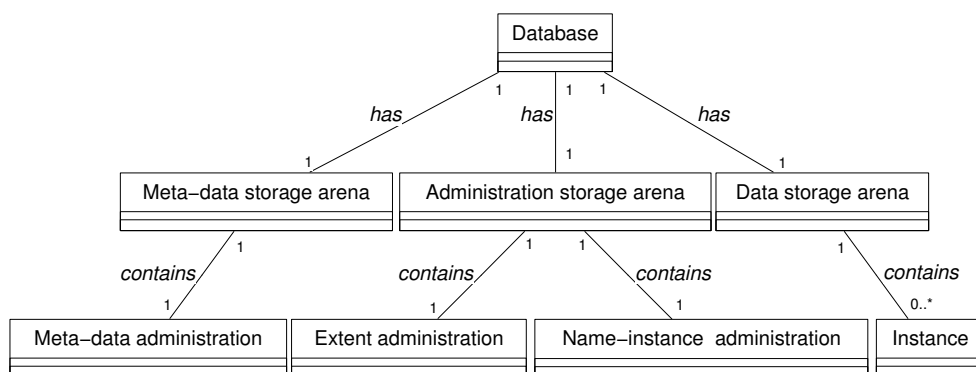 Database
1 1 1
has has has
1 1 1
Meta−data storage arena Administration storage arena Data storage arena
1 1 1 1
contains contains contains contains
1 1 1 0..*
Meta−data administration Extent administration Name−instance administration Instance